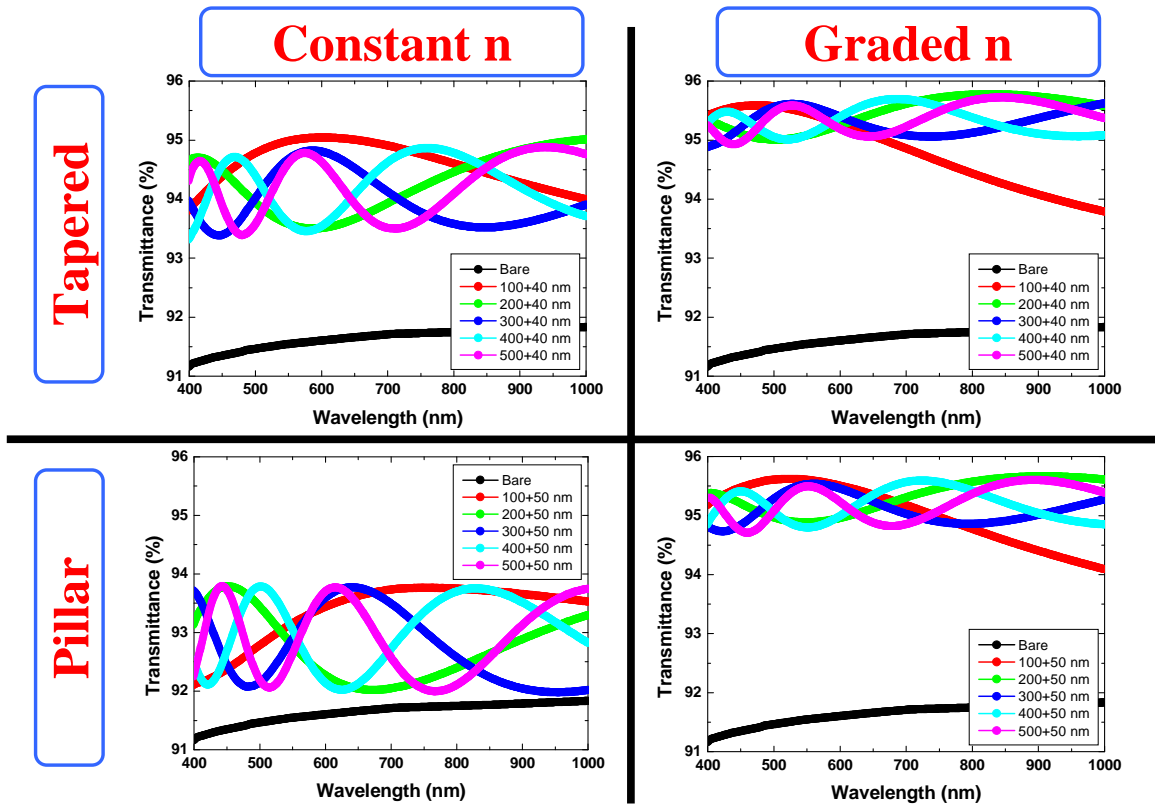 Constant n
Graded n
Tapered
96
95
94
93
92
91
Transmittance (%)
Bare
100+40 nm
200+40 nm
300+40 nm
400+40 nm
500+40 nm
400 500 600 700 800 900 1000
Wavelength (nm)
96
95
94
93
92
91
Transmittance (%)
Bare
100+40 nm
200+40 nm
300+40 nm
400+40 nm
500+40 nm
400 500 600 700 800 900 1000
Wavelength (nm)
Pillar
96
95
94
93
92
91
Transmittance (%)
Bare
100+50 nm
200+50 nm
300+50 nm
400+50 nm
500+50 nm
400 500 600 700 800 900 1000
Wavelength (nm)
96
95
94
93
92
91
Transmittance (%)
Bare
100+50 nm
200+50 nm
300+50 nm
400+50 nm
500+50 nm
400 500 600 700 800 900 1000
Wavelength (nm)